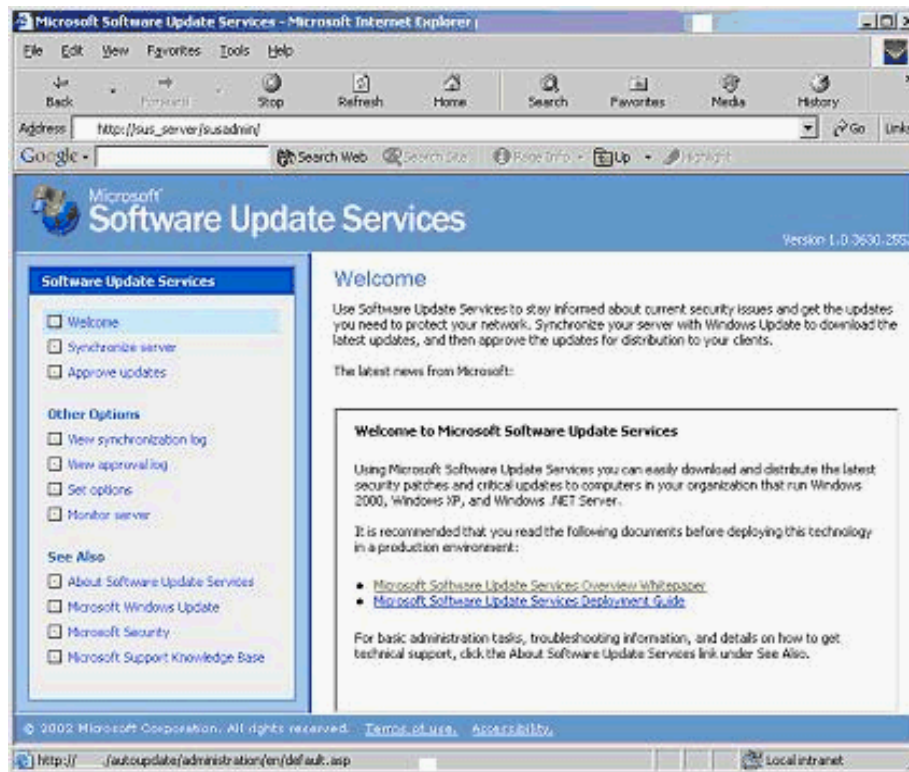 Microsoft Software Update Services - Microsoft Internet Explorer
File Edit View Favorites Tools Help
Back Forward Stop Refresh Home Search Favorites Media History
Address http://sus_server/susadmin/ Go Links
Google Search Web Search Site Page Info Up Highlight
Microsoft
Software Update Services
Version 1.0
Software Update Services
Welcome
Synchronize server
Approve updates
Other Options
View synchronization log
View approval log
Set options
Monitor server
See Also
About Software Update Services
Microsoft Windows Update
Microsoft Security
Microsoft Support Knowledge Base
Welcome
Use Software Update Services to stay informed about current security issues and get the updates
you need to protect your network. Synchronize your server with Windows Update to download the
latest updates, and then approve the updates for distribution to your clients.
The latest news from Microsoft:
Welcome to Microsoft Software Update Services
Using Microsoft Software Update Services you can easily download and distribute the latest
security patches and critical updates to computers in your organization that run Windows
2000, Windows XP, and Windows .NET Server.
It is recommended that you read the following documents before deploying this technology
in a production environment:
• Microsoft Software Update Services Overview Whitepaper
• Microsoft Software Update Services Deployment Guide
For basic administration tasks, troubleshooting information, and details on how to get
technical support, click the About Software Update Services link under See Also.
© 2002 Microsoft Corporation. All rights reserved. Terms of use. Accessibility.
http:// /autoupdate/administration/en/default.asp Local intranet